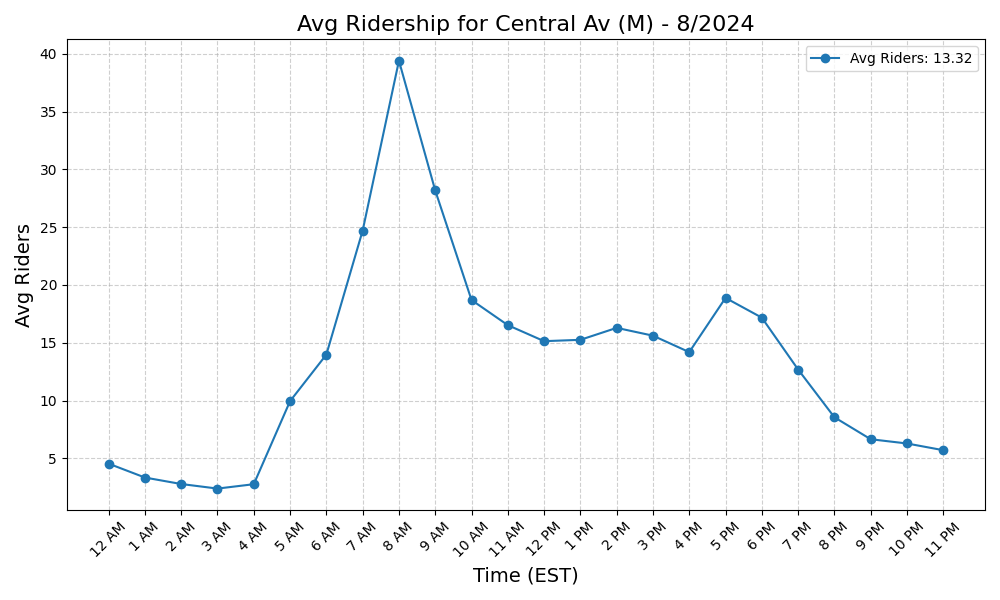 Avg Ridership for Central Av (M) - 8/2024
Avg Riders: 13.32
Avg Riders
40
35
30
25
20
15
10
5
12 AM
1 AM
2 AM
3 AM
4 AM
5 AM
6 AM
7 AM
8 AM
9 AM
10 AM
11 AM
12 PM
1 PM
2 PM
3 PM
4 PM
5 PM
6 PM
7 PM
8 PM
9 PM
10 PM
11 PM
Time (EST)